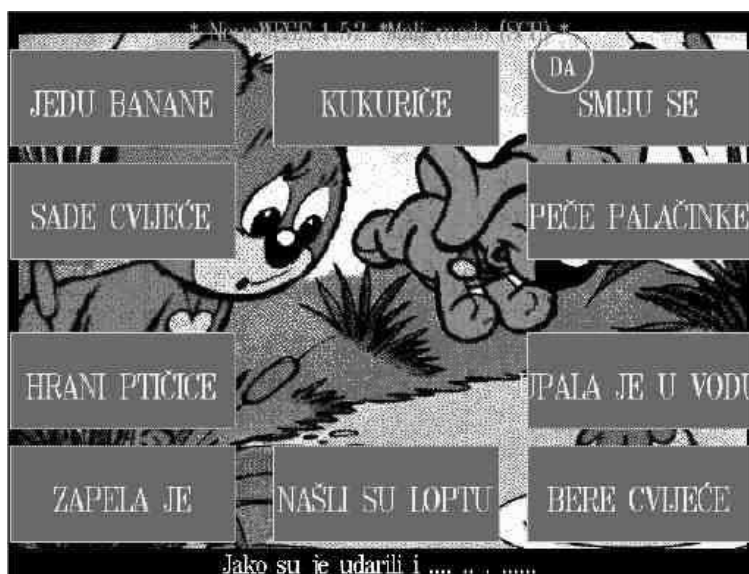 DA
JEDU BANANE
KUKURIČE
SMIJU SE
SADE CVIJEĆE
PEČE PALAČINKE
HRANI PTIČICE
UPALA JE U VODU
ZAPELA JE
NAŠLI SU LOPTU
BERE CVIJEĆE
Jako su je udarili i .... .. . ......